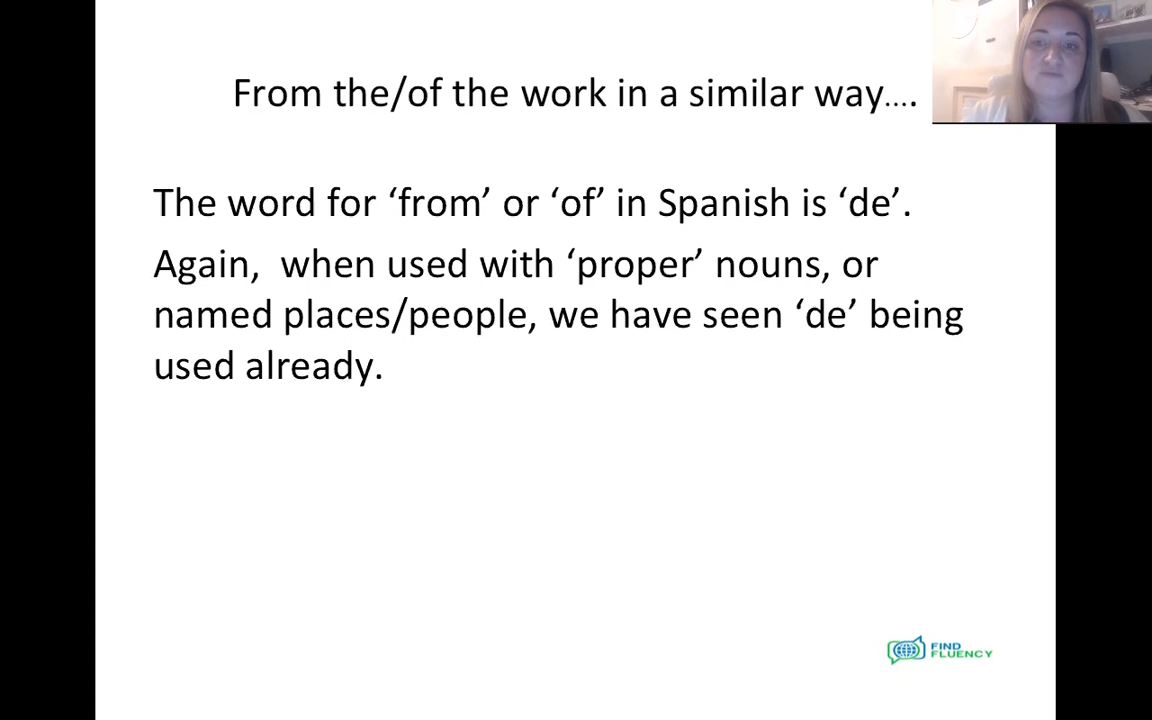 From the/of the work in a similar way....
The word for ‘from’ or ‘of’ in Spanish is ‘de’.
Again,  when used with ‘proper’ nouns, or
named places/people, we have seen ‘de’ being
used already.
FIND
FLUENCY